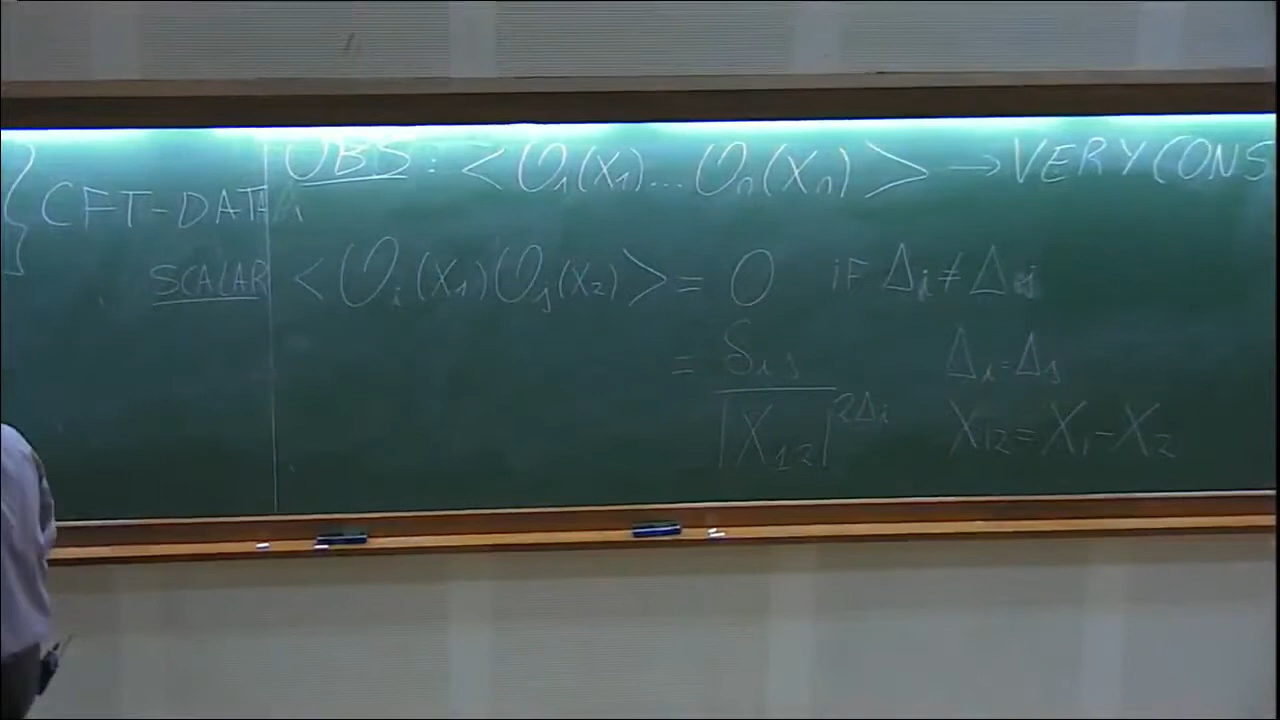 OBS: <O₁(X₁)...Oₙ(Xₙ)> → VERY CONS
} CFT-DATA
SCALAR <Oᵢ(X₁)Oⱼ(X₂)> = 0 iF Δᵢ ≠ Δⱼ
= δᵢⱼ / |X₁₂|^{2Δᵢ} Δᵢ = Δⱼ
X₁₂ = X₁ - X₂